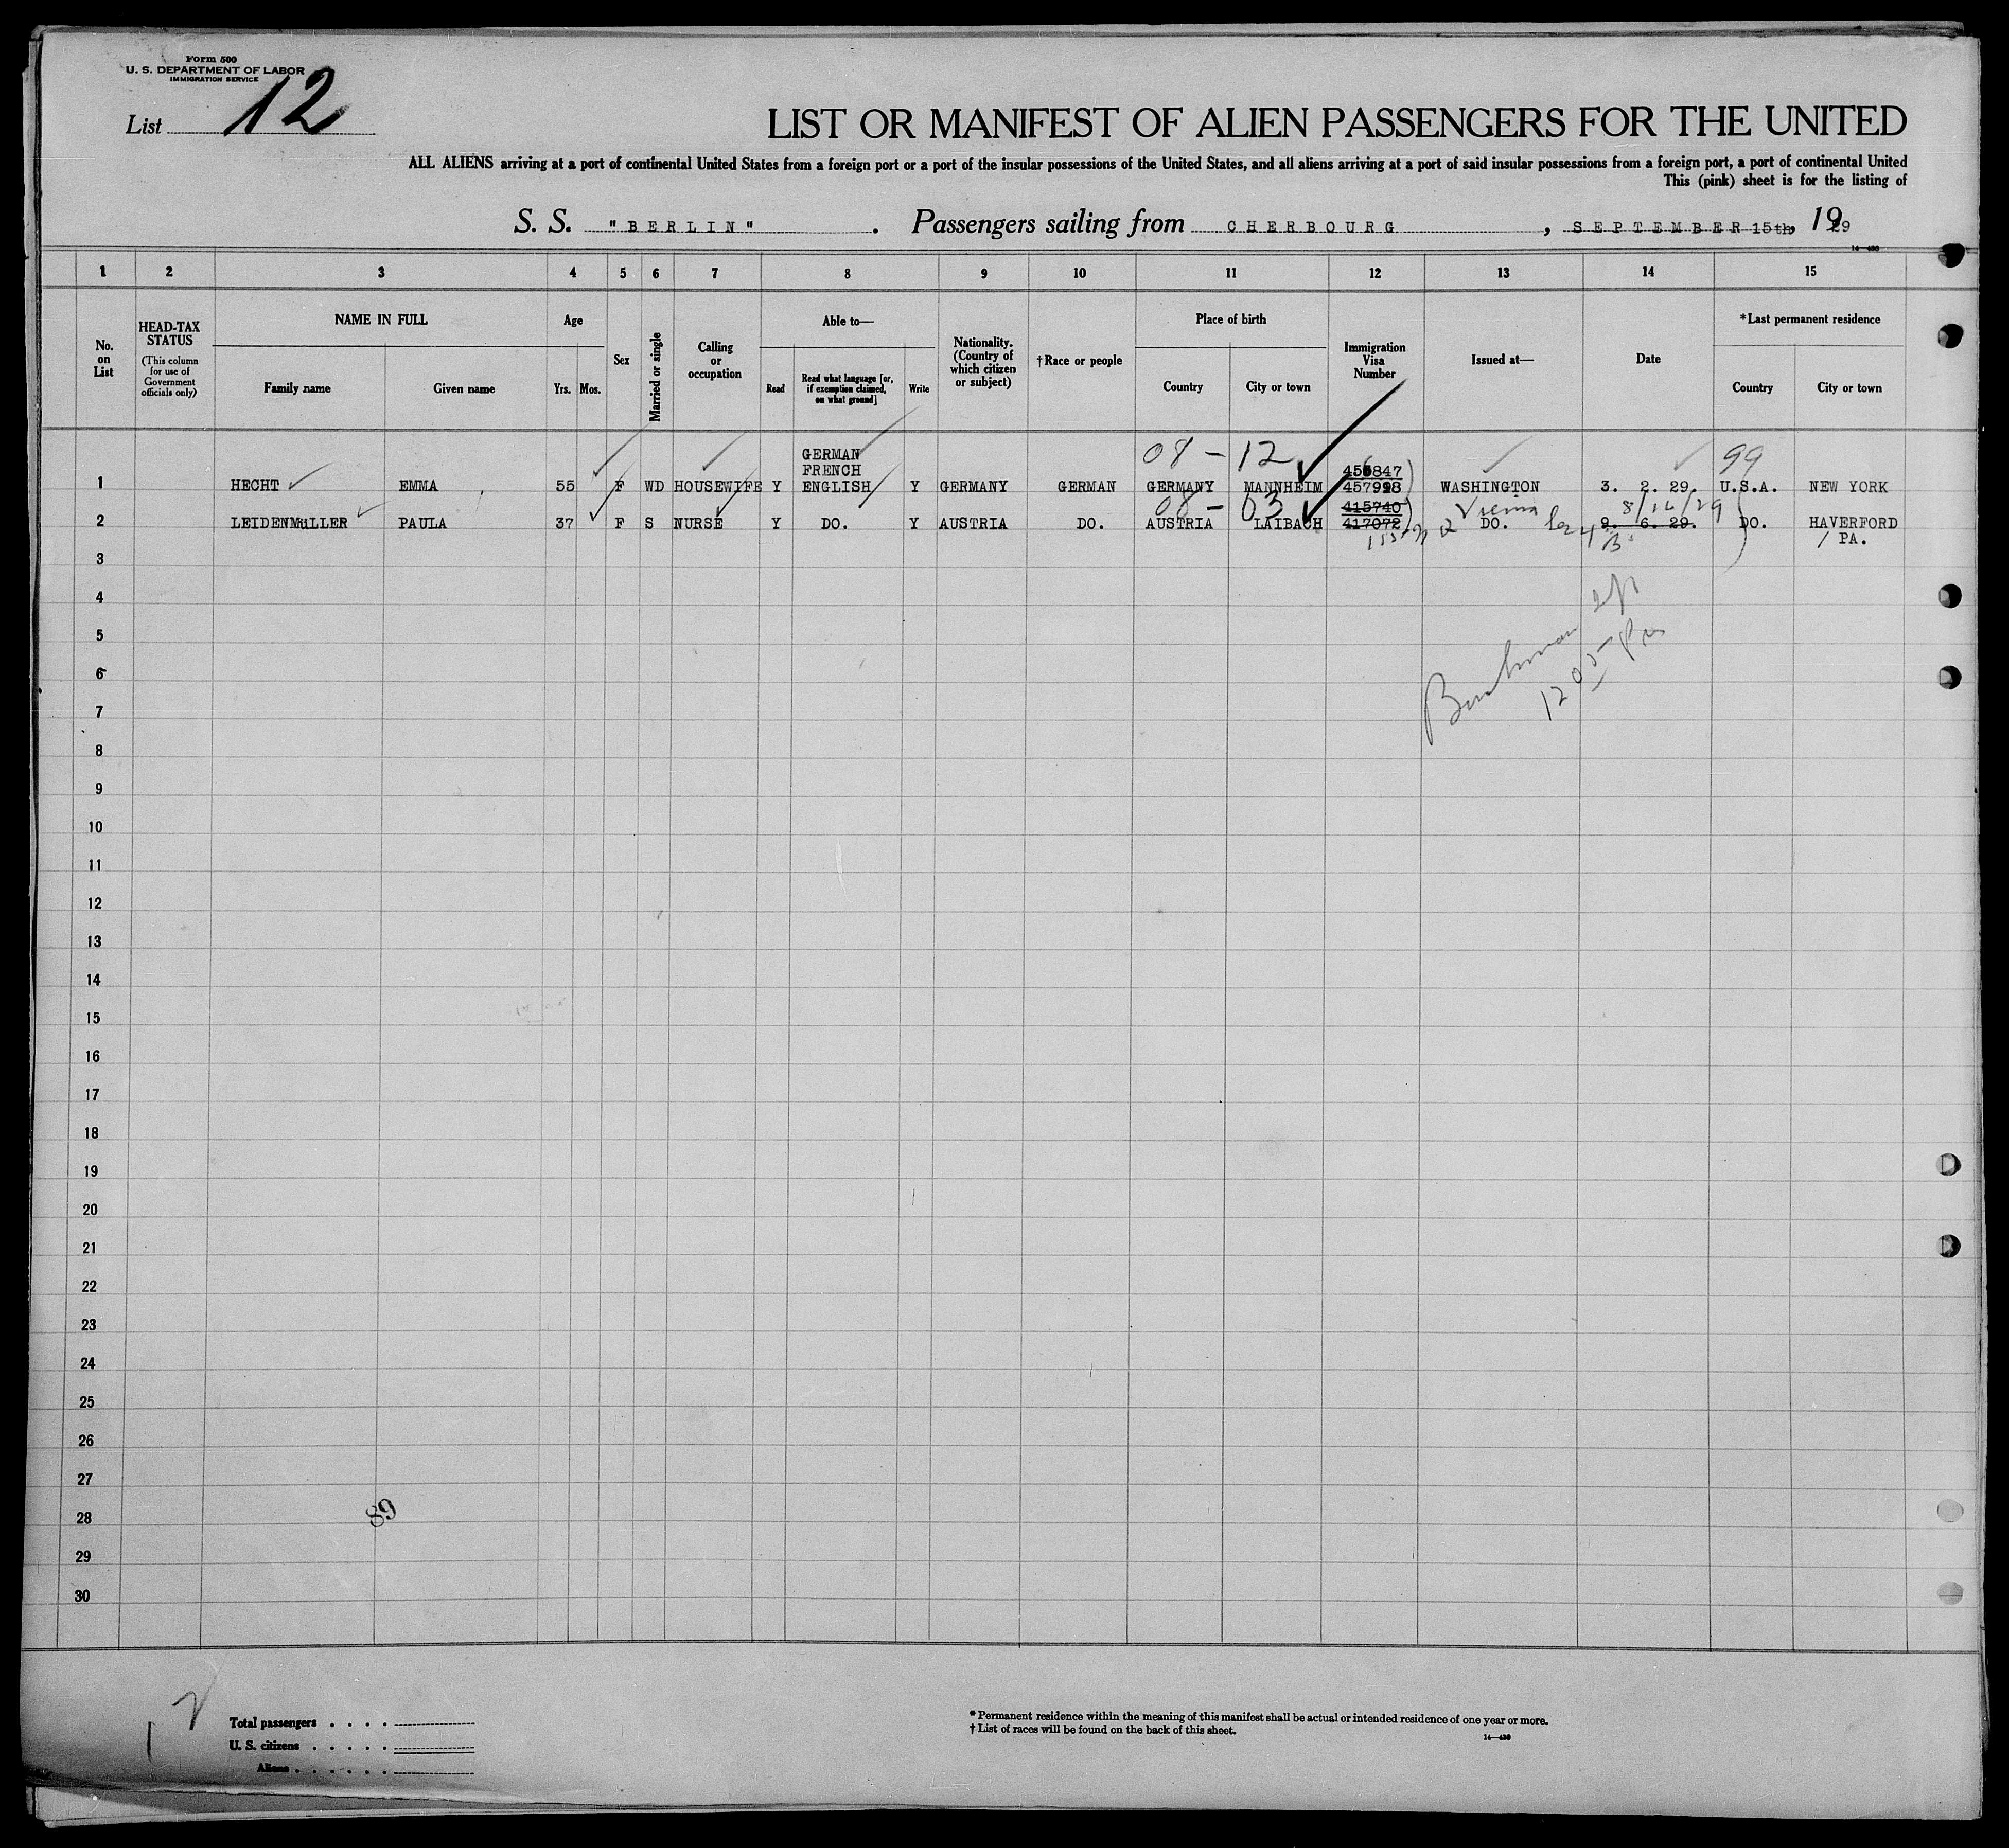 Form 500
U. S. DEPARTMENT OF LABOR
IMMIGRATION SERVICE
List 12
LIST OR MANIFEST OF ALIEN PASSENGERS FOR THE UNITED
ALL ALIENS arriving at a port of continental United States from a foreign port or a port of the insular possessions of the United States, and all aliens arriving at a port of said insular possessions from a foreign port, a port of continental United
This (pink) sheet is for the listing of
S. S. "BERLIN". Passengers sailing from CHERBOURG, SEPTEMBER 15th, 1929
14—430
1 2 3 4 5 6 7 8 9 10 11 12 13 14 15
No. on List
HEAD-TAX STATUS
(This column for use of Government officials only)
NAME IN FULL
Family name Given name
Age
Yrs. Mos.
Sex
Married or single
Calling or occupation
Able to—
Read
Read what language [or, if exemption claimed, on what ground]
Write
Nationality. (Country of which citizen or subject)
†Race or people
Place of birth
Country City or town
Immigration Visa Number
Issued at—
Date
*Last permanent residence
Country City or town
08 - 12 99
1 HECHT EMMA 55 F WD HOUSEWIFE Y GERMAN FRENCH ENGLISH Y GERMANY GERMAN GERMANY MANNHEIM 456847 457998 WASHINGTON 3. 2. 29. U.S.A. NEW YORK
08 - 03 Vienna 8/16/29
2 LEIDENMüLLER PAULA 37 F S NURSE Y DO. Y AUSTRIA DO. AUSTRIA LAIBACH 415740 417072 DO. 9. 6. 29. DO. HAVERFORD PA.
3
4
5
6
7
8
9
10
11
12
13
14
15
16
17
18
19
20
21
22
23
24
25
26
27
28
29
30
89
Total passengers
U. S. citizens
Aliens
* Permanent residence within the meaning of this manifest shall be actual or intended residence of one year or more.
† List of races will be found on the back of this sheet.
14—430